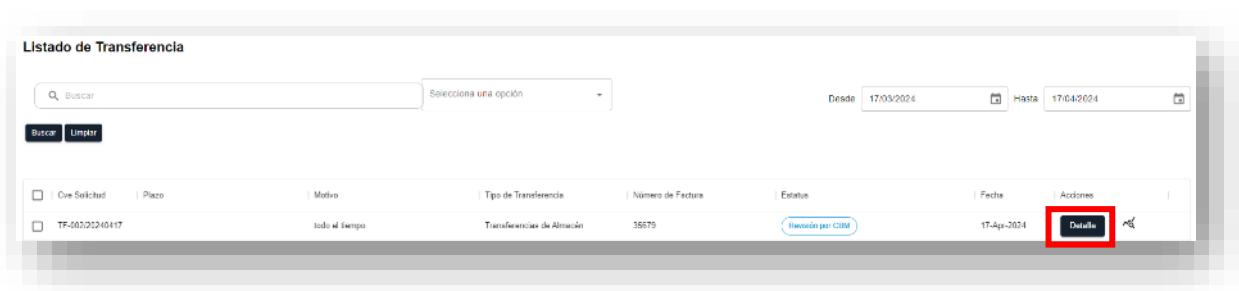 Listado de Transferencia
Buscar
Selecciona una opción
Desde 17/03/2024 Hasta 17/04/2024
Buscar Limpiar
Cve Solicitud Plazo Motivo Tipo de Transferencia Número de Factura Estatus Fecha Acciones
TF-002/20240417 todo el tiempo Transferencias de Almacén 35679 Revisión por CBM 17-Apr-2024 Detalle